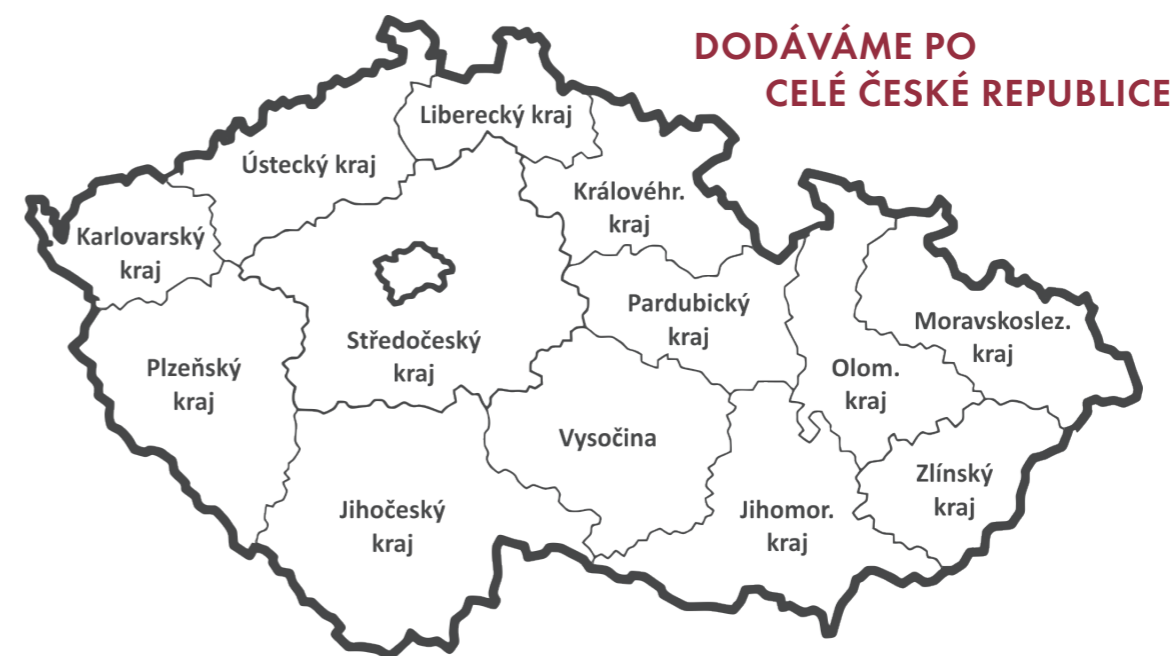 DODÁVÁME PO
CELÉ ČESKÉ REPUBLICE
Liberecký kraj
Ústecký kraj
Královéhr.
kraj
Karlovarský
kraj
Pardubický
kraj
Moravskoslez.
kraj
Středočeský
kraj
Plzeňský
kraj
Olom.
kraj
Vysočina
Zlínský
kraj
Jihočeský
kraj
Jihomor.
kraj